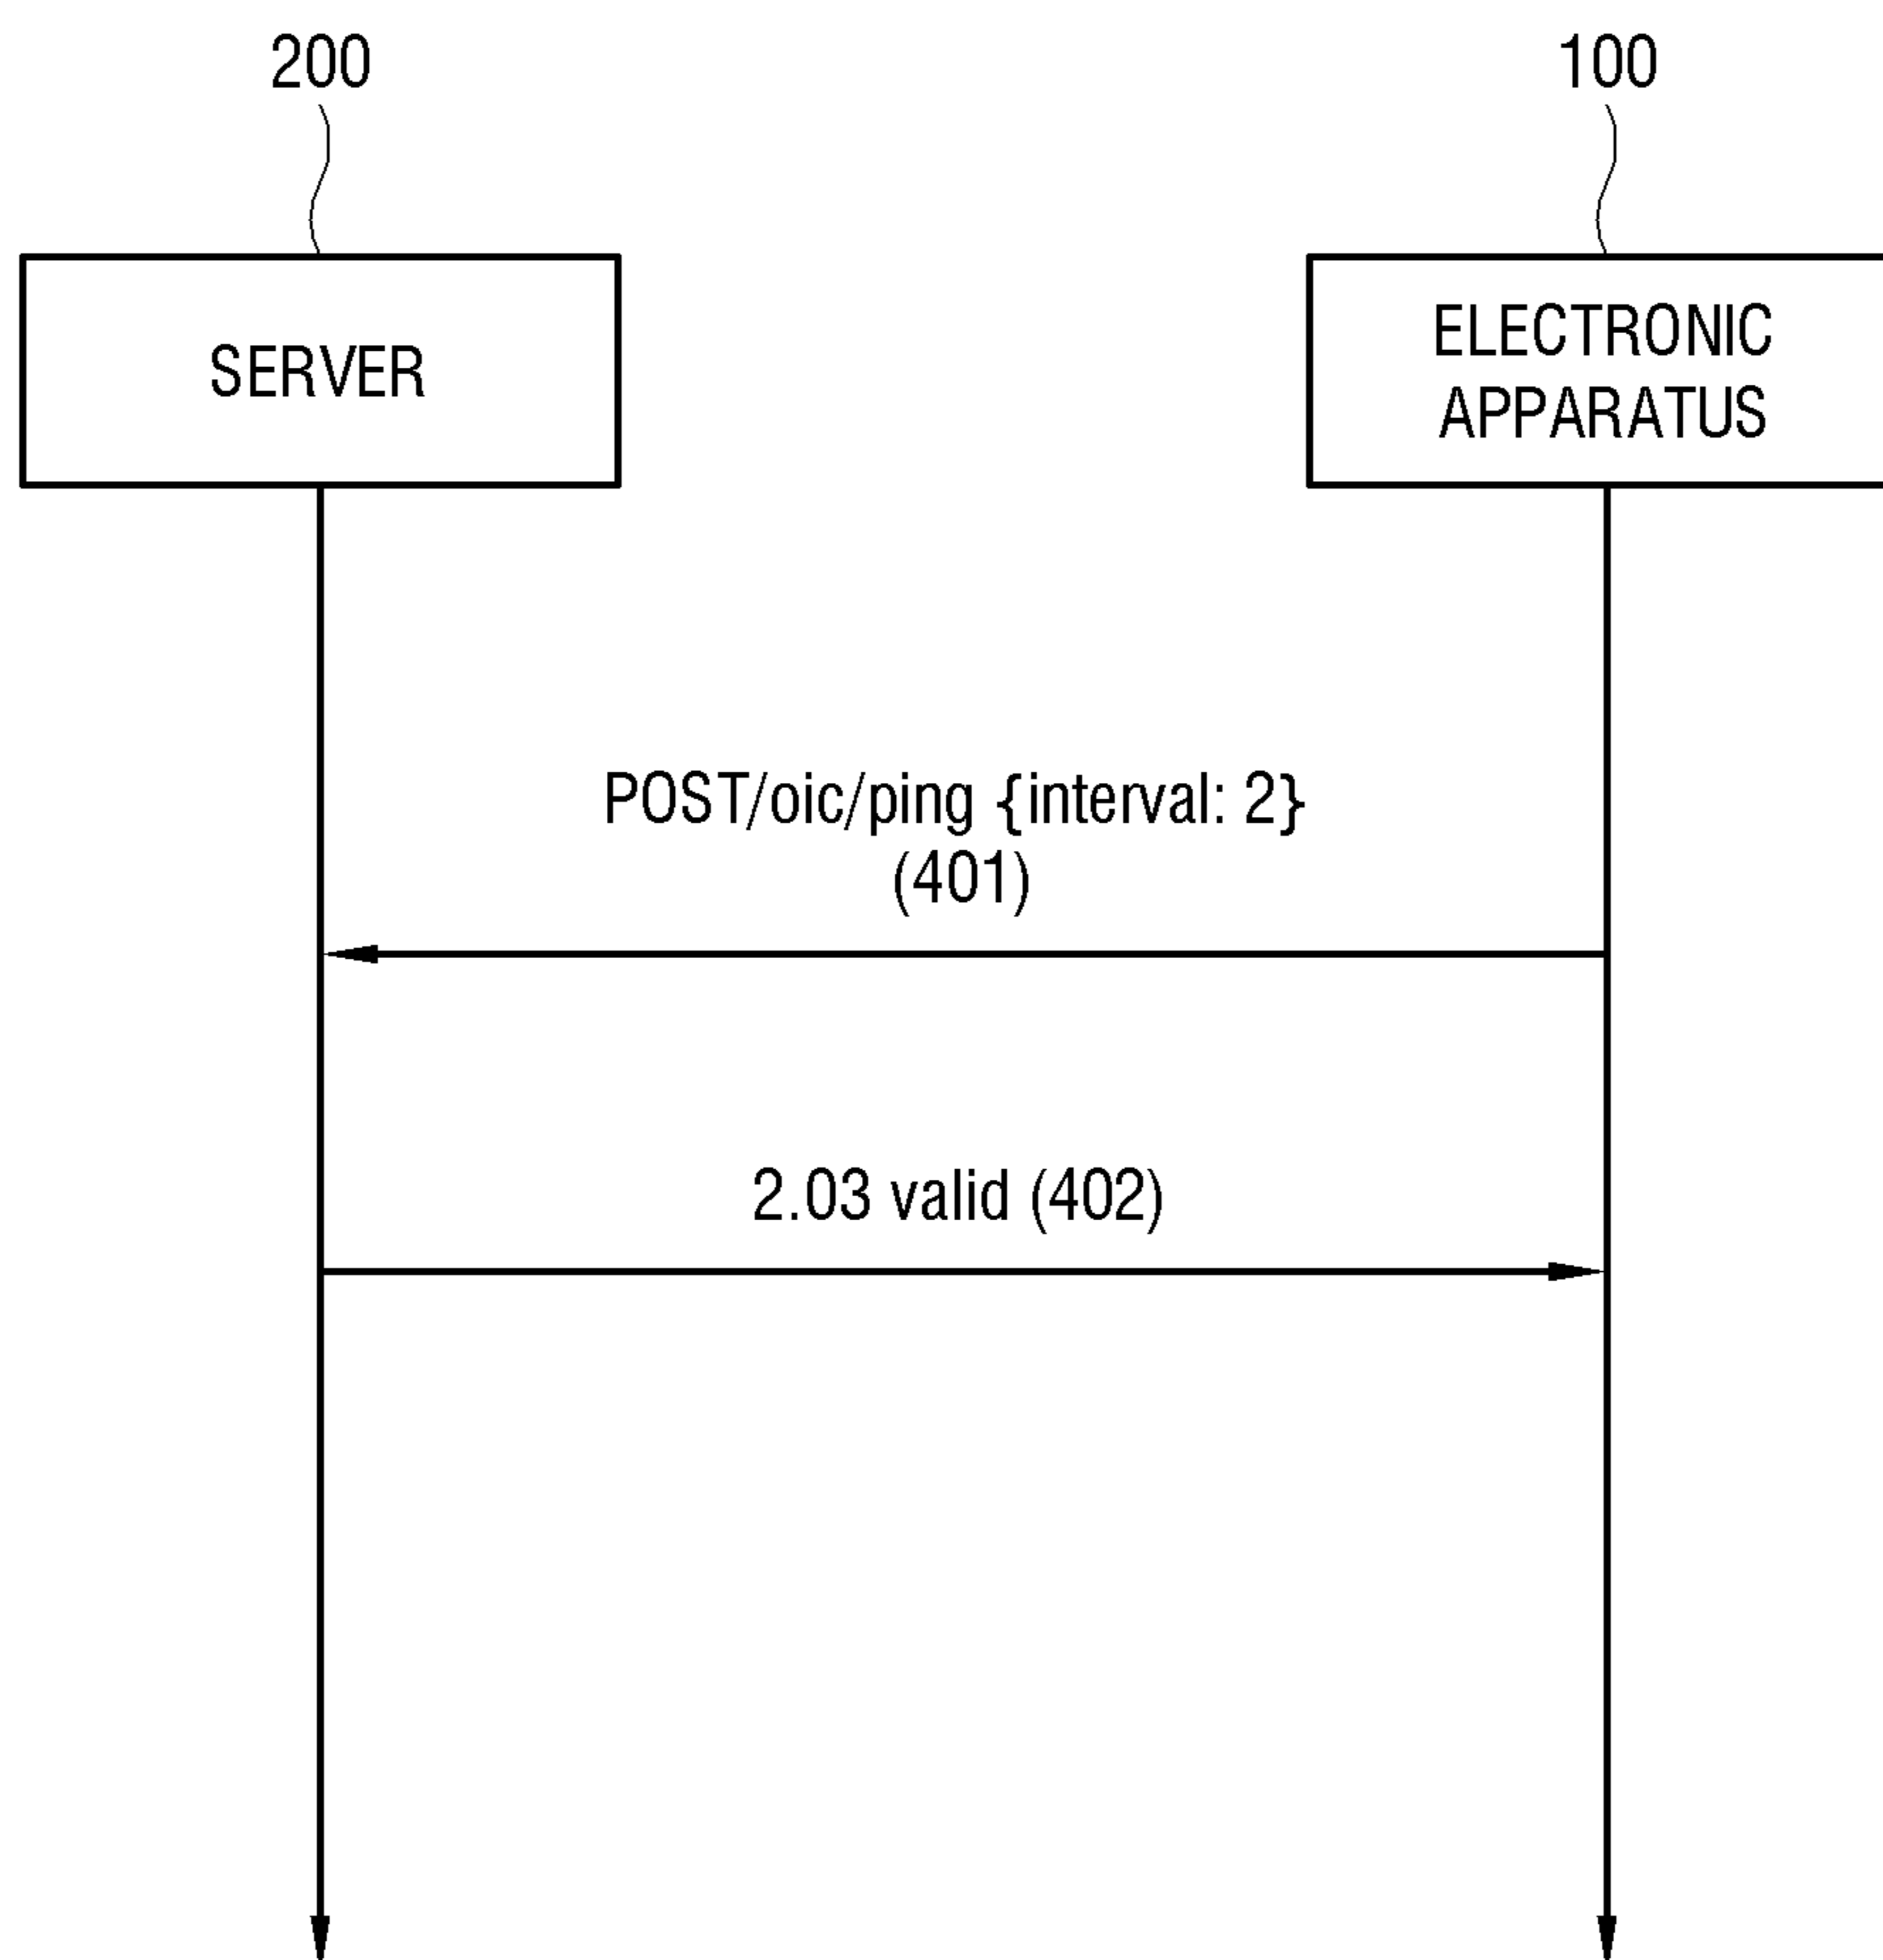 200
100
SERVER
ELECTRONIC
APPARATUS
POST/oic/ping {interval: 2}
(401)
2.03 valid (402)